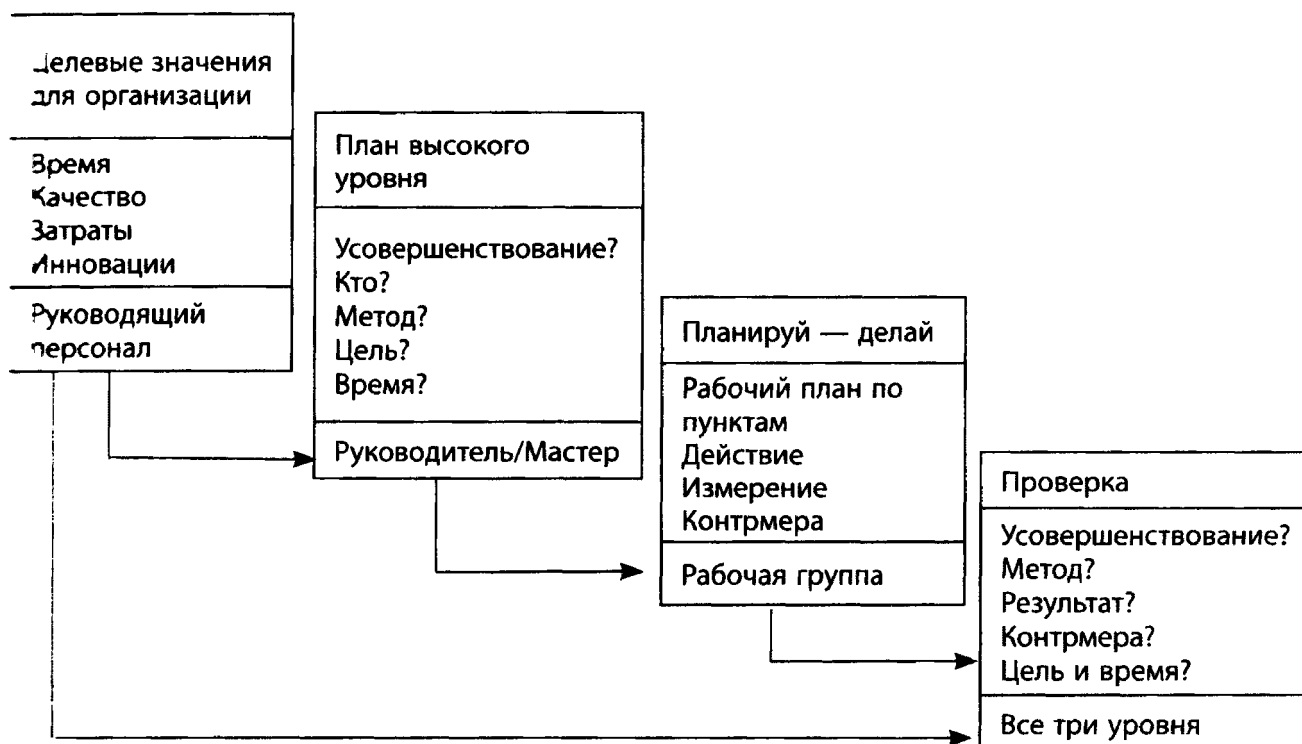 Целевые значения
для организации
Время
Качество
Затраты
Инновации
Руководящий
персонал
План высокого
уровня
Усовершенствование?
Кто?
Метод?
Цель?
Время?
Руководитель/Мастер
Планируй — делай
Рабочий план по
пунктам
Действие
Измерение
Контрмера
Рабочая группа
Проверка
Усовершенствование?
Метод?
Результат?
Контрмера?
Цель и время?
Все три уровня